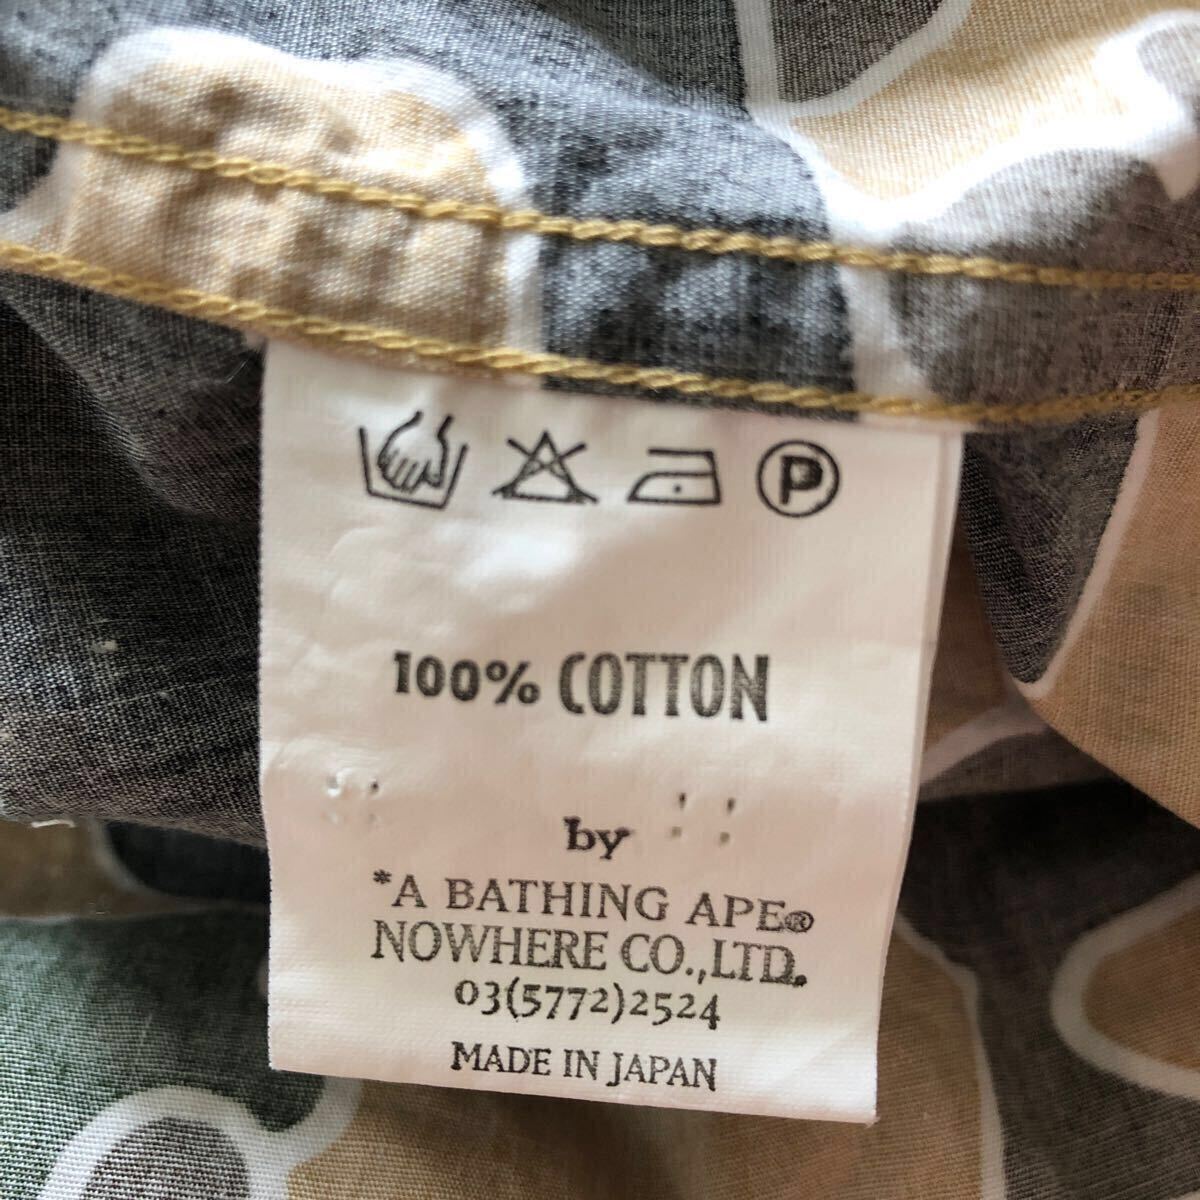 P
100% COTTON
by
*A BATHING APE®
NOWHERE CO.,LTD.
03(5772)2524
MADE IN JAPAN